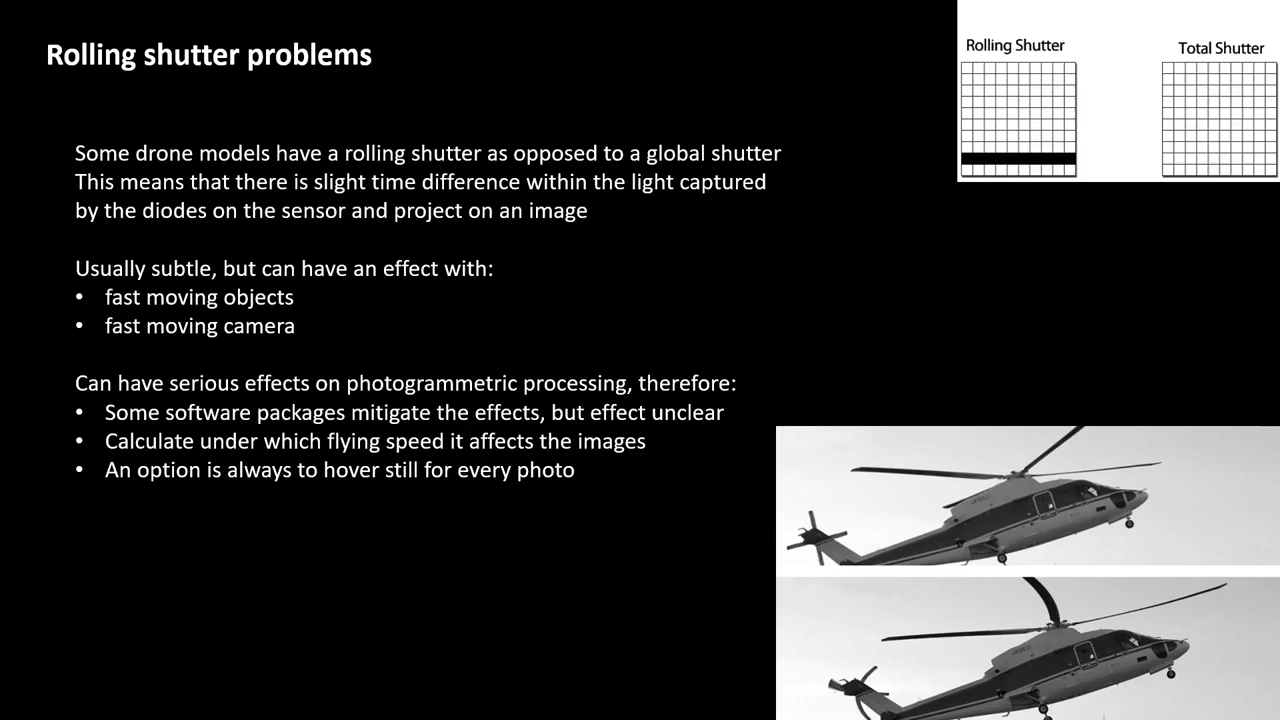 Rolling shutter problems
Rolling Shutter
Total Shutter
Some drone models have a rolling shutter as opposed to a global shutter
This means that there is slight time difference within the light captured
by the diodes on the sensor and project on an image
Usually subtle, but can have an effect with:
• fast moving objects
• fast moving camera
Can have serious effects on photogrammetric processing, therefore:
• Some software packages mitigate the effects, but effect unclear
• Calculate under which flying speed it affects the images
• An option is always to hover still for every photo